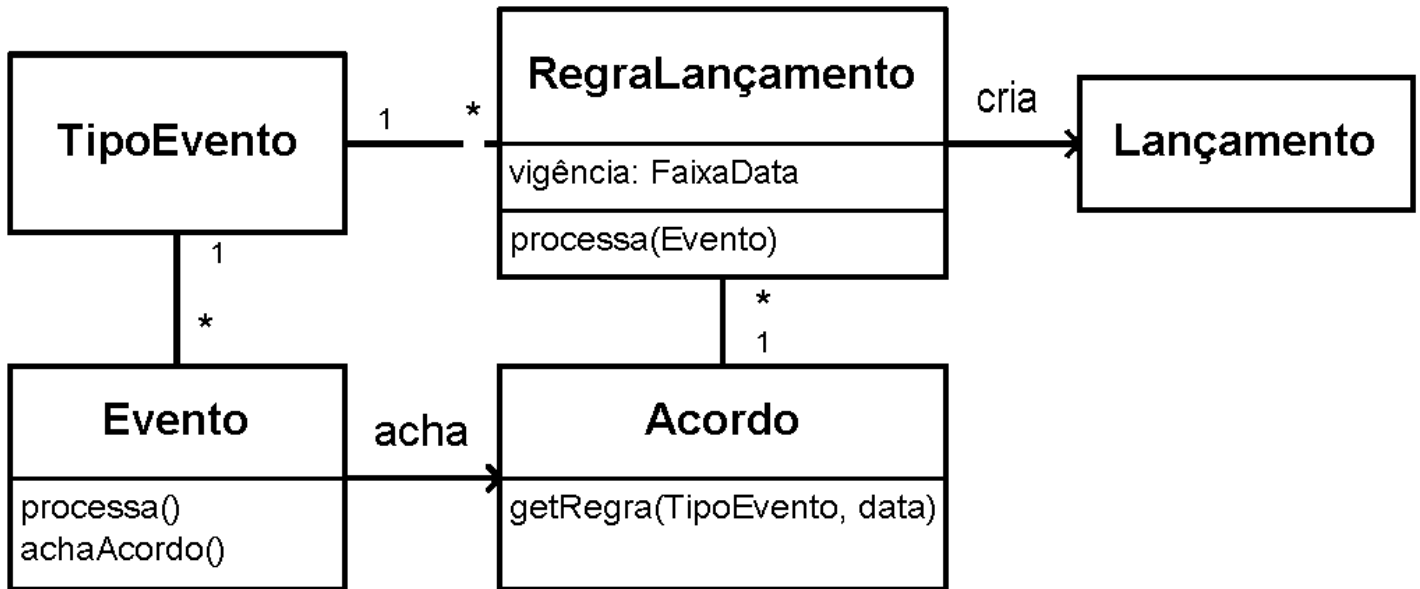 RegraLançamento
cria
TipoEvento
1
*
Lançamento
vigência: FaixaData
processa(Evento)
1
*
*
1
Evento
acha
Acordo
processa()
achaAcordo()
getRegra(TipoEvento, data)